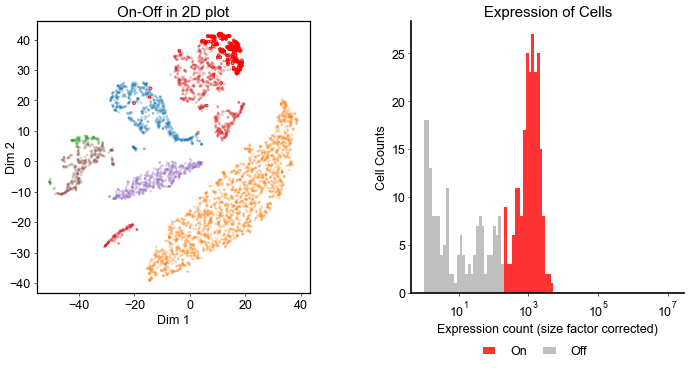 On-Off in 2D plot
Dim 2
40
30
20
10
0
−10
−20
−30
−40
−40 −20 0 20 40
Dim 1
Expression of Cells
Cell Counts
25
20
15
10
5
0
10^1 10^3 10^5 10^7
Expression count (size factor corrected)
On Off